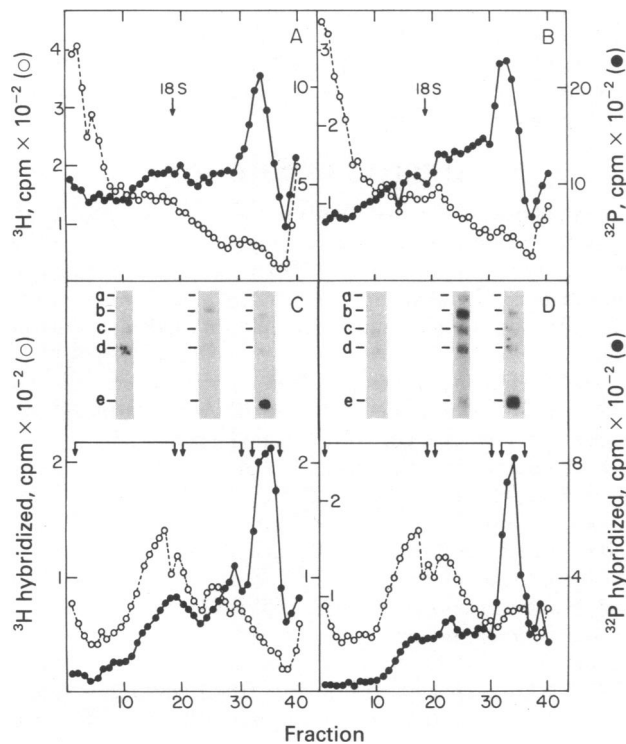 A
B
4
3
2
1
3
2
1
10
5
20
10
18S
18S
³H, cpm × 10⁻² (○)
³²P, cpm × 10⁻² (●)
C
D
a
b
c
d
e
2
1
2
1
8
4
10
20
30
40
10
20
30
40
³H hybridized, cpm × 10⁻² (○)
³²P hybridized, cpm × 10⁻² (●)
Fraction